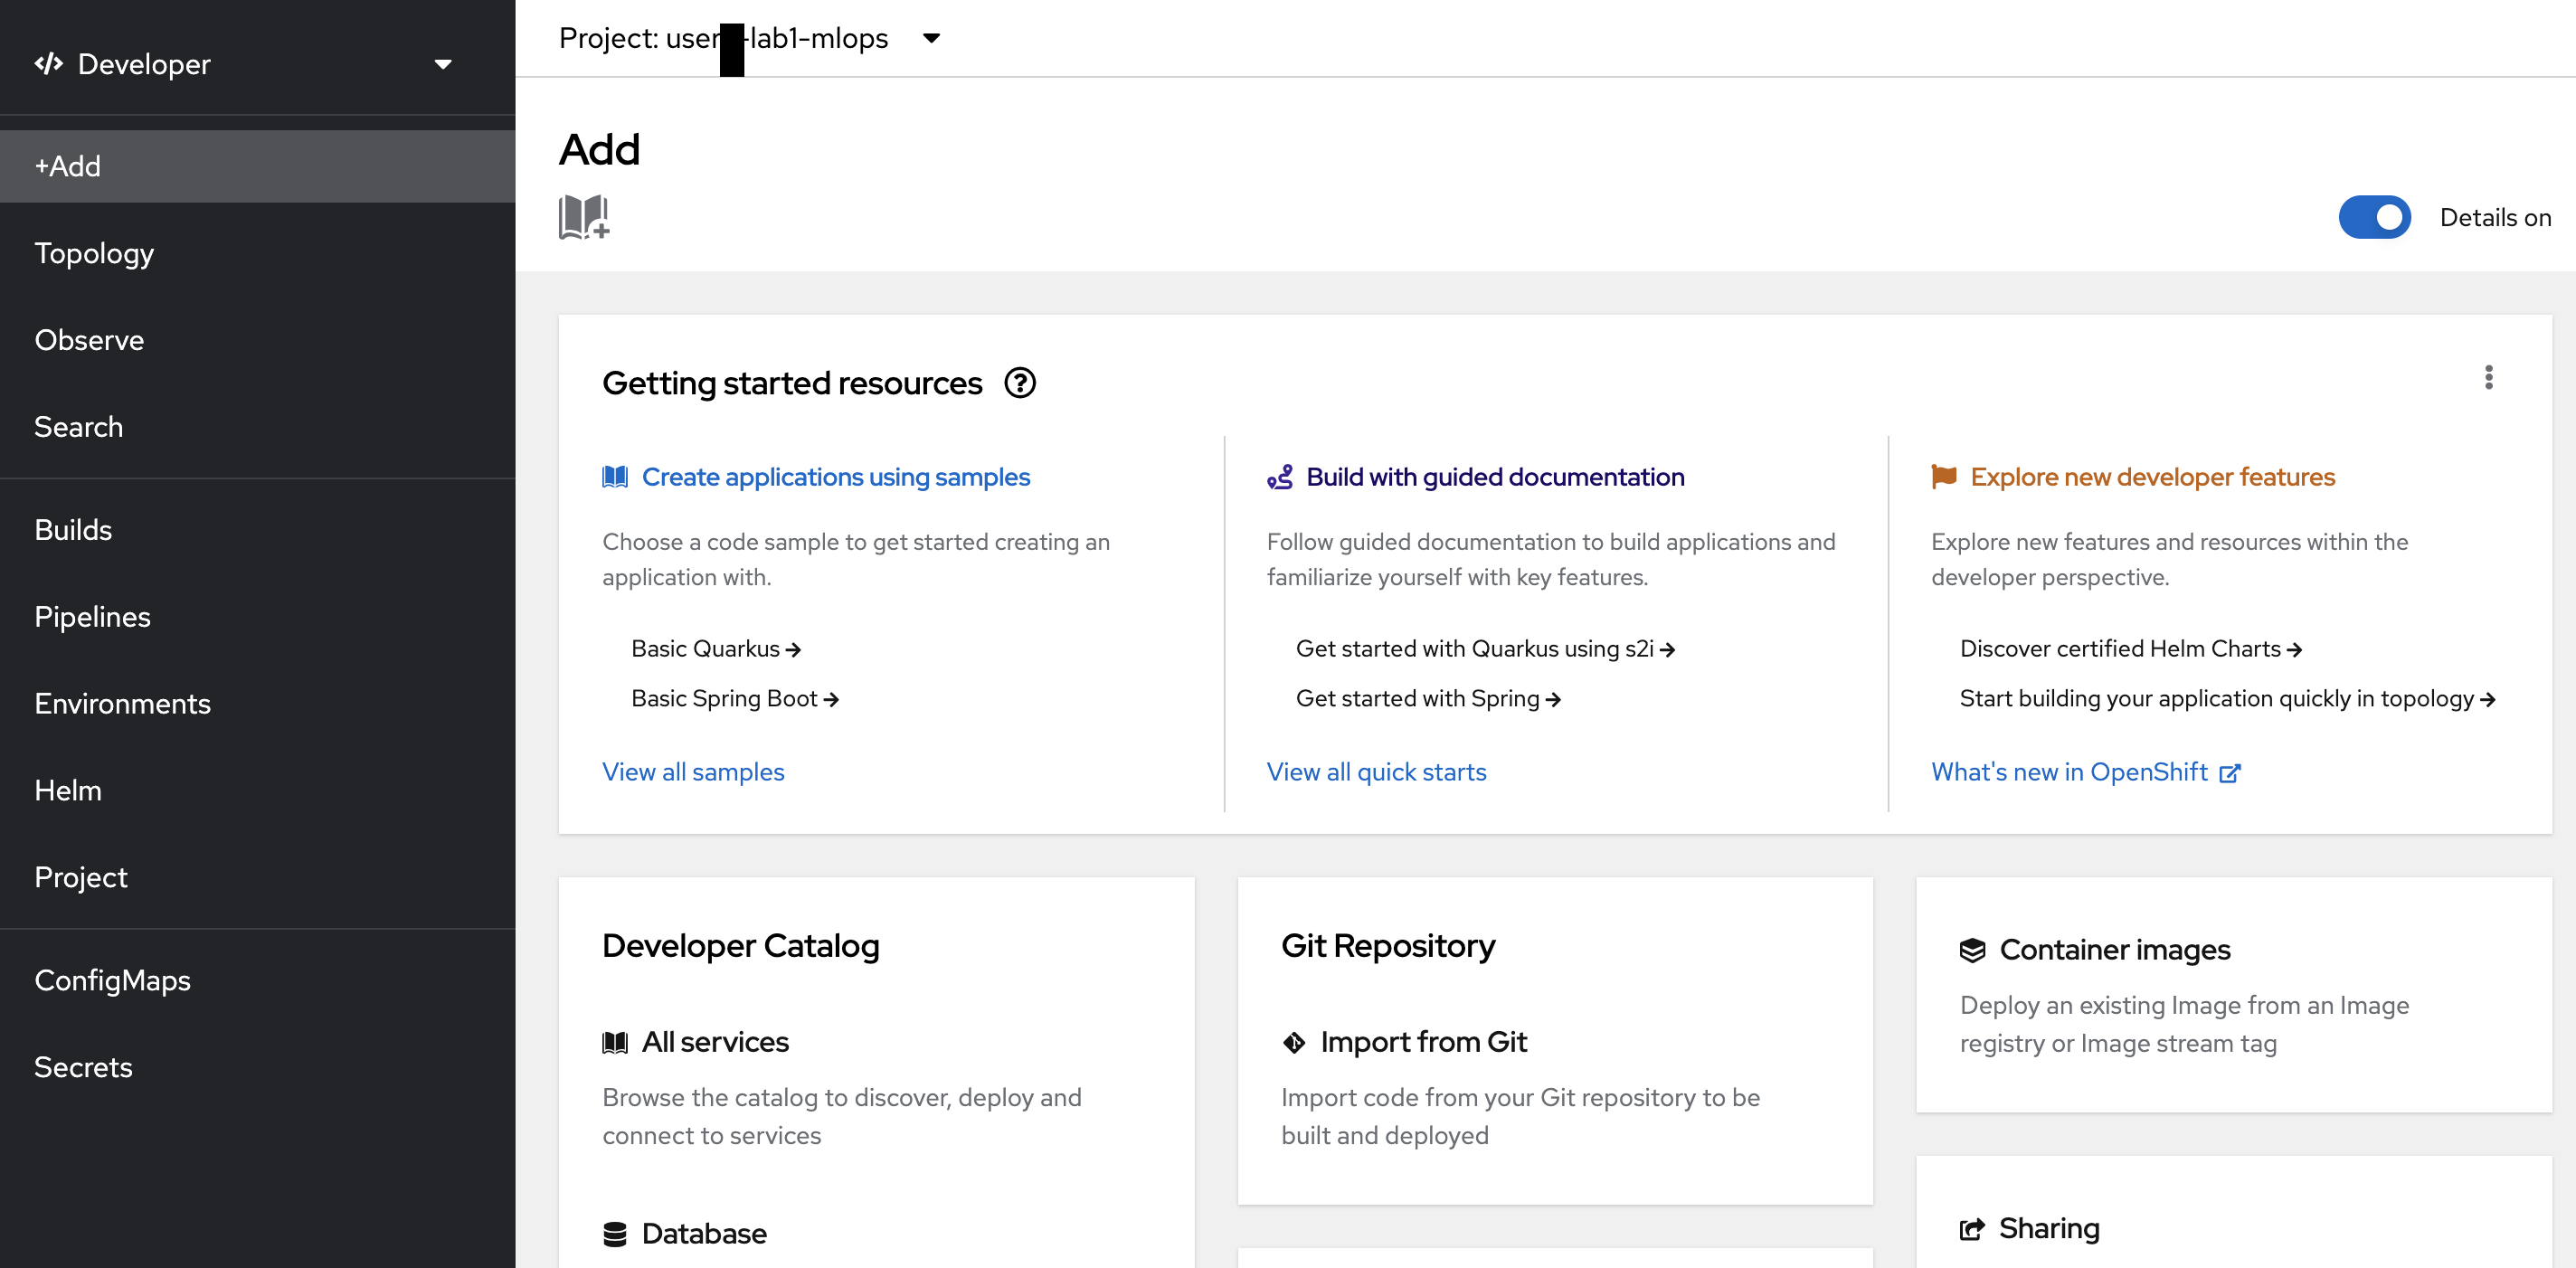 Developer
+Add
Topology
Observe
Search
Builds
Pipelines
Environments
Helm
Project
ConfigMaps
Secrets
Project: user -lab1-mlops
Add
Details on
Getting started resources
Create applications using samples
Choose a code sample to get started creating an
application with.
Basic Quarkus
Basic Spring Boot
View all samples
Build with guided documentation
Follow guided documentation to build applications and
familiarize yourself with key features.
Get started with Quarkus using s2i
Get started with Spring
View all quick starts
Explore new developer features
Explore new features and resources within the
developer perspective.
Discover certified Helm Charts
Start building your application quickly in topology
What's new in OpenShift
Developer Catalog
All services
Browse the catalog to discover, deploy and
connect to services
Database
Git Repository
Import from Git
Import code from your Git repository to be
built and deployed
Container images
Deploy an existing Image from an Image
registry or Image stream tag
Sharing